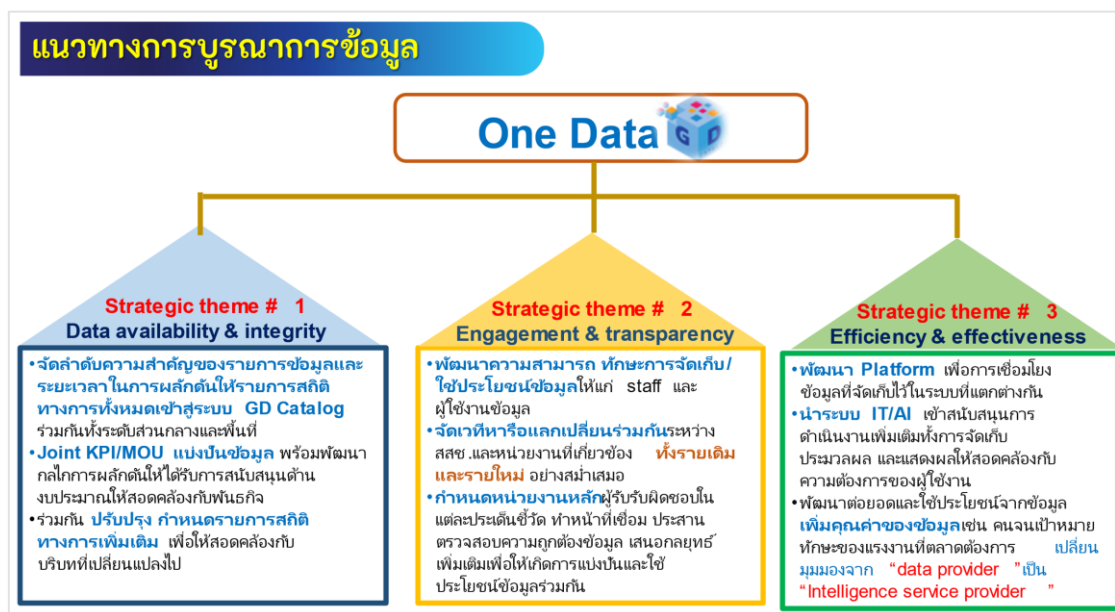 แนวทางการบูรณาการข้อมูล
One Data
G D
Strategic theme # 1
Data availability & integrity
•จัดลำดับความสำคัญของรายการข้อมูลและ
ระยะเวลาในการผลักดันให้รายการสถิติ
ทางการทั้งหมดเข้าสู่ระบบ GD Catalog
ร่วมกันทั้งระดับส่วนกลางและพื้นที่
•Joint KPI/MOU แบ่งปันข้อมูล พร้อมพัฒนา
กลไกการผลักดันให้ได้รับการสนับสนุนด้าน
งบประมาณให้สอดคล้องกับพันธกิจ
•ร่วมกัน ปรับปรุง กำหนดรายการสถิติ
ทางการเพิ่มเติม เพื่อให้สอดคล้องกับ
บริบทที่เปลี่ยนแปลงไป
Strategic theme # 2
Engagement & transparency
•พัฒนาความสามารถ ทักษะการจัดเก็บ/
ใช้ประโยชน์ข้อมูลให้แก่ staff และ
ผู้ใช้งานข้อมูล
•จัดเวทีหารือแลกเปลี่ยนร่วมกันระหว่าง
สสช.และหน่วยงานที่เกี่ยวข้อง ทั้งรายเดิม
และรายใหม่ อย่างสม่ำเสมอ
•กำหนดหน่วยงานหลักผู้รับรับผิดชอบใน
แต่ละประเด็นชี้วัด ทำหน้าที่เชื่อม ประสาน
ตรวจสอบความถูกต้องข้อมูล เสนอกลยุทธ์
เพิ่มเติมเพื่อให้เกิดการแบ่งปันและใช้
ประโยชน์ข้อมูลร่วมกัน
Strategic theme # 3
Efficiency & effectiveness
•พัฒนา Platform เพื่อการเชื่อมโยง
ข้อมูลที่จัดเก็บไว้ในระบบที่แตกต่างกัน
•นำระบบ IT/AI เข้าสนับสนุนการ
ดำเนินงานเพิ่มเติมทั้งการจัดเก็บ
ประมวลผล และแสดงผลให้สอดคล้องกับ
ความต้องการของผู้ใช้งาน
•พัฒนาต่อยอดและใช้ประโยชน์จากข้อมูล
เพิ่มคุณค่าของข้อมูลเช่น คนจนเป้าหมาย
ทักษะของแรงงานที่ตลาดต้องการ เปลี่ยน
มุมมองจาก “data provider ”เป็น
“Intelligence service provider ”